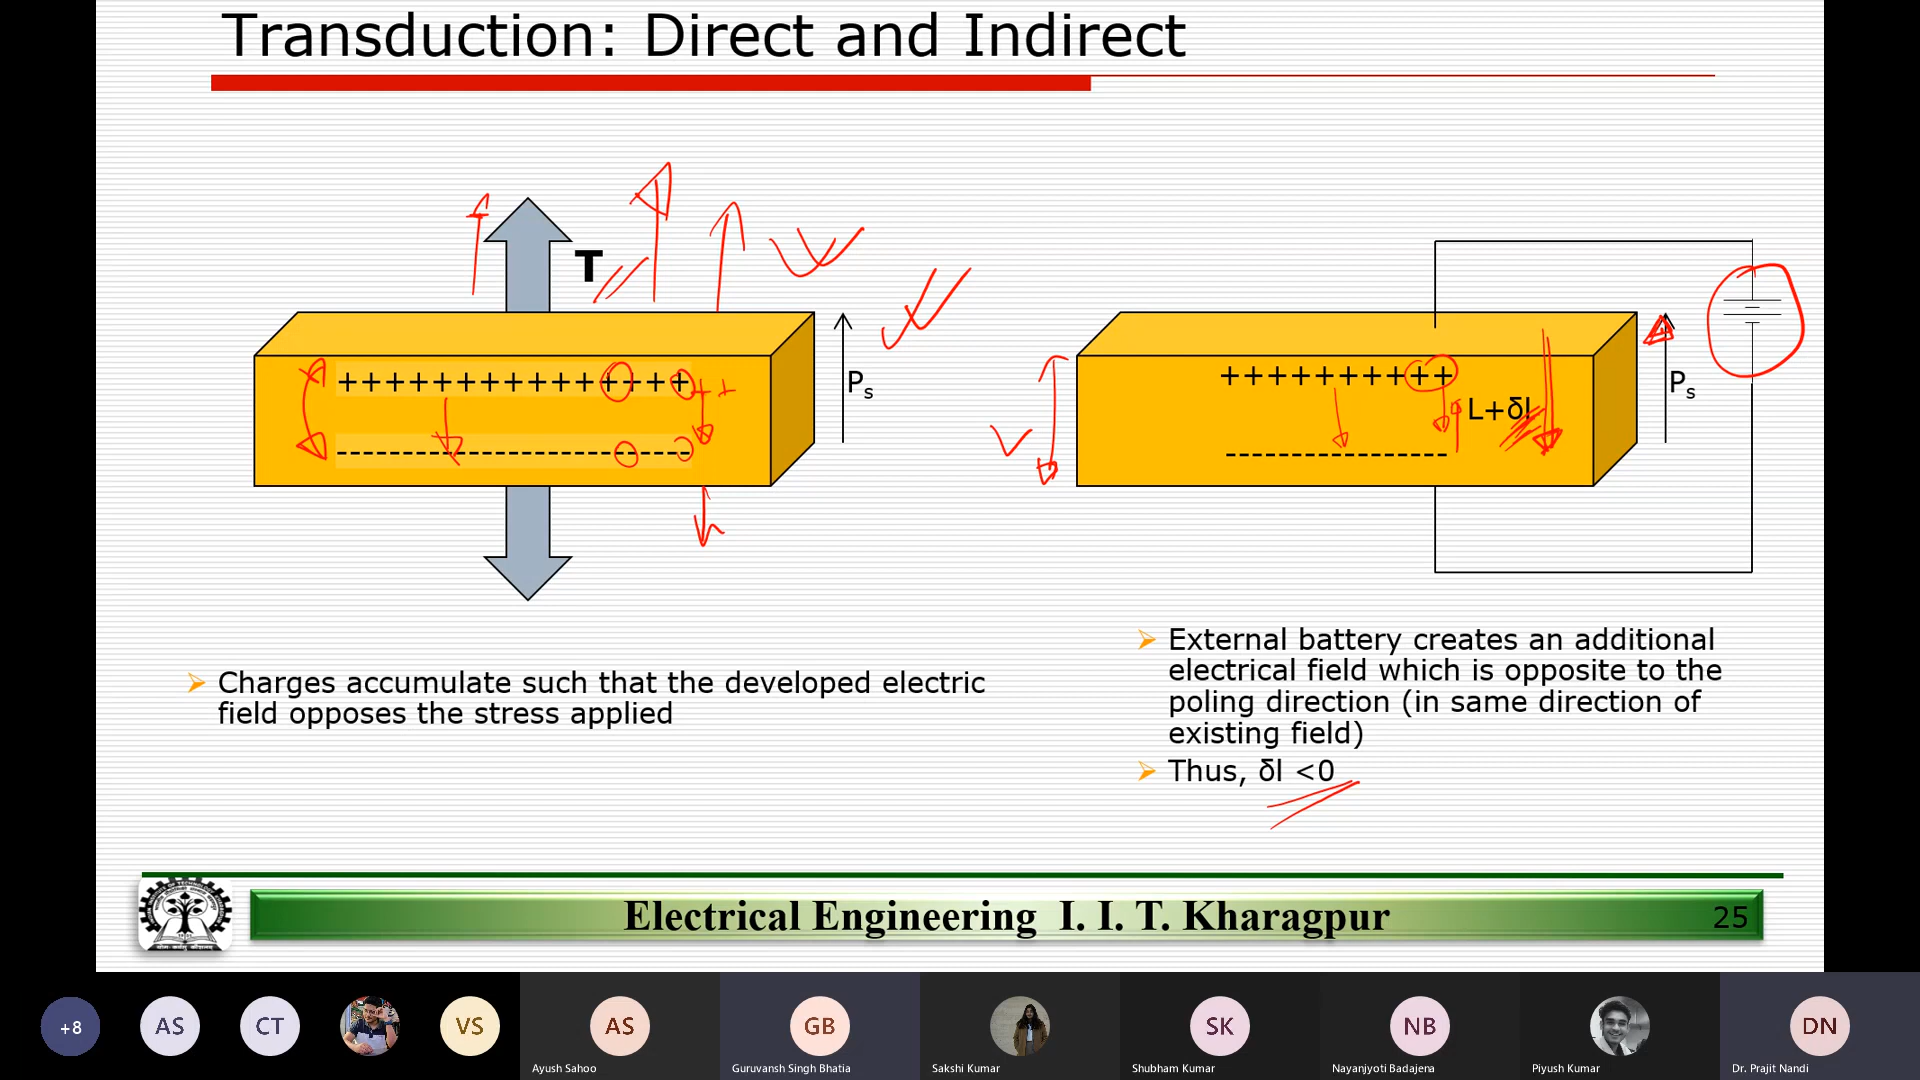 Transduction: Direct and Indirect
T
+++++++++++++++
Ps
-----------------------
+++++++++
L+δl
Ps
----------------
Charges accumulate such that the developed electric
field opposes the stress applied
External battery creates an additional
electrical field which is opposite to the
poling direction (in same direction of
existing field)
Thus, δl <0
Electrical Engineering I. I. T. Kharagpur
25
+8
AS
CT
VS
AS
GB
SK
NB
DN
Ayush Sahoo
Guruvansh Singh Bhatia
Sakshi Kumar
Shubham Kumar
Nayanjyoti Badajena
Piyush Kumar
Dr. Prajit Nandi